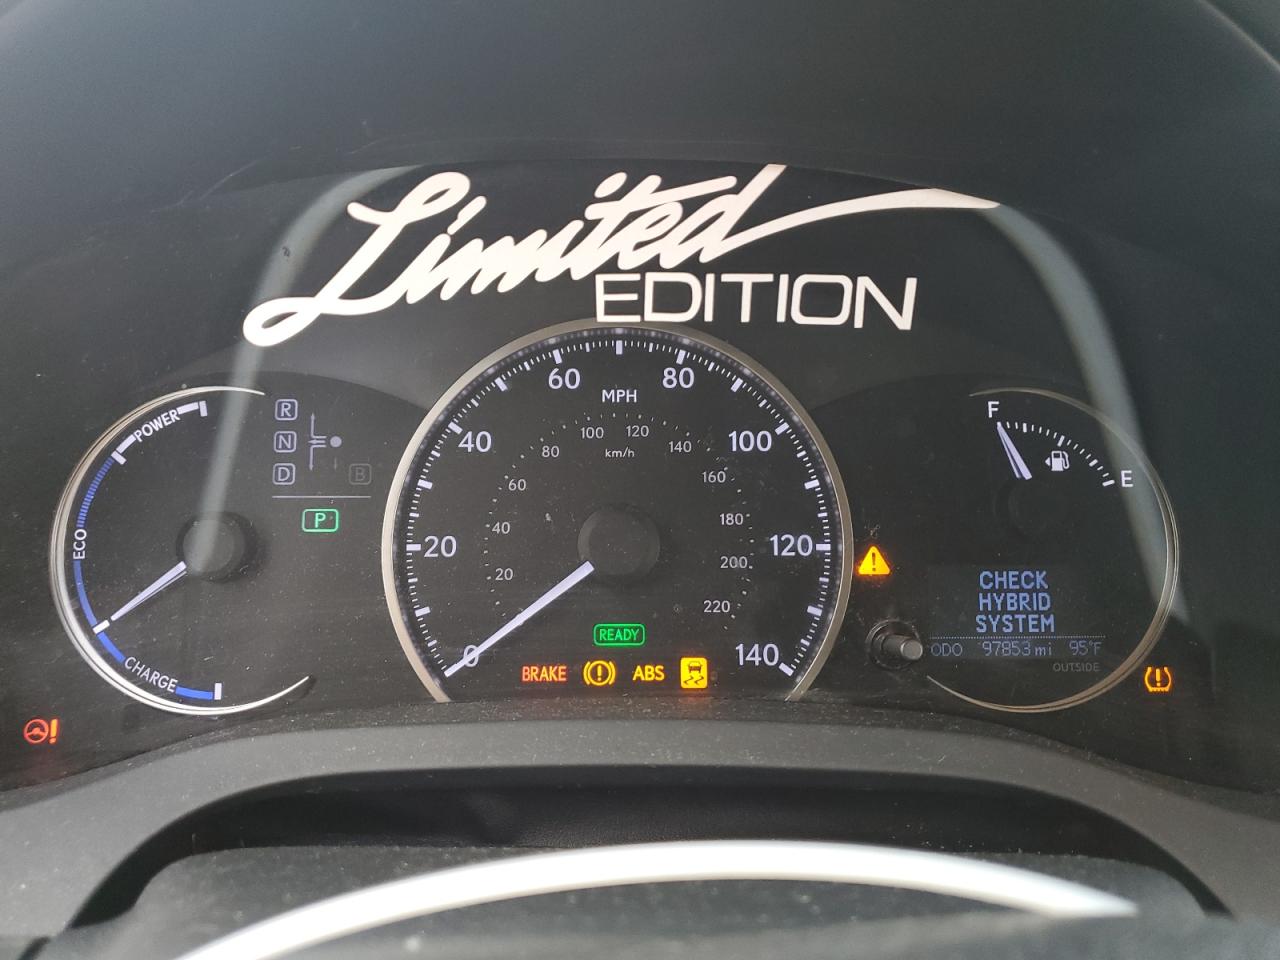 Limited
EDITION
POWER
ECO
CHARGE
R
N
D
B
P
MPH
0
20
40
60
80
100
120
140
km/h
20
40
60
80
100
120
140
160
180
200
220
READY
BRAKE
ABS
F
E
CHECK
HYBRID
SYSTEM
ODO 97853 mi 95°F
OUTSIDE